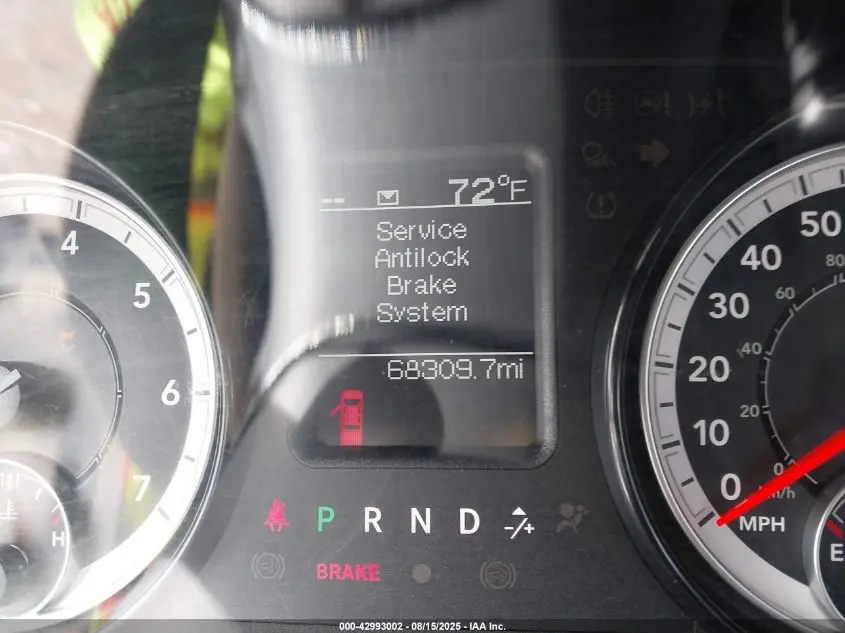 -- 72°F
Service
Antilock
Brake
System
68309.7mi
4
5
6
7
H
50
40
30
20
10
0
MPH
80
60
40
20
0
km/h
E
P R N D -/+
BRAKE
000-42993002 - 08/15/2025 - IAA Inc.